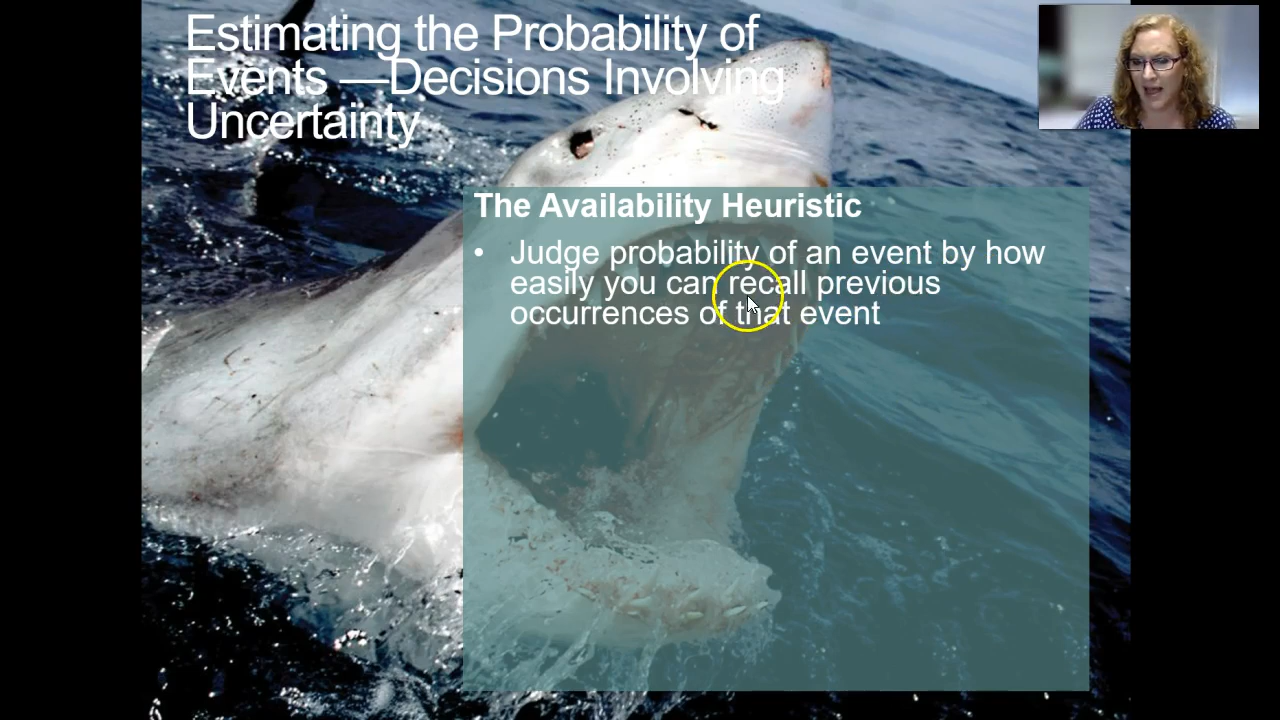 Estimating the Probability of
Events —Decisions Involving
Uncertainty
The Availability Heuristic
• Judge probability of an event by how
easily you can recall previous
occurrences of that event